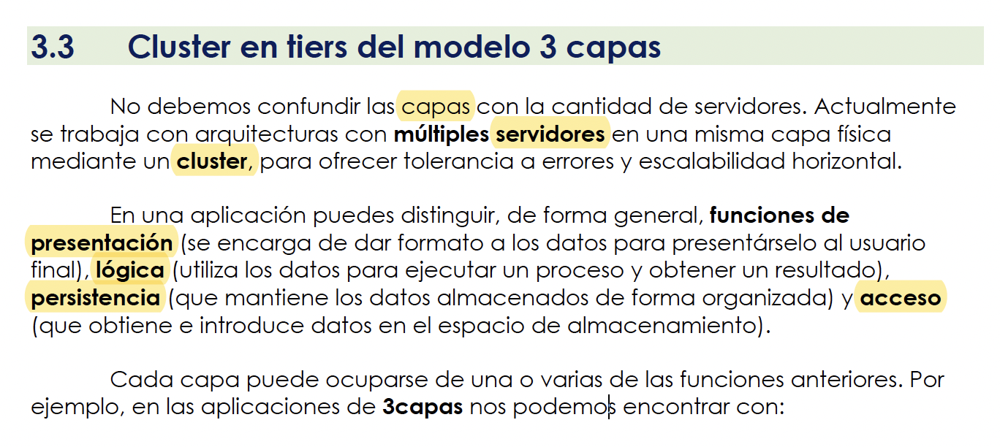 3.3 Cluster en tiers del modelo 3 capas
No debemos confundir las capas con la cantidad de servidores. Actualmente
se trabaja con arquitecturas con múltiples servidores en una misma capa física
mediante un cluster, para ofrecer tolerancia a errores y escalabilidad horizontal.
En una aplicación puedes distinguir, de forma general, funciones de
presentación (se encarga de dar formato a los datos para presentárselo al usuario
final), lógica (utiliza los datos para ejecutar un proceso y obtener un resultado),
persistencia (que mantiene los datos almacenados de forma organizada) y acceso
(que obtiene e introduce datos en el espacio de almacenamiento).
Cada capa puede ocuparse de una o varias de las funciones anteriores. Por
ejemplo, en las aplicaciones de 3capas nos podemos encontrar con: